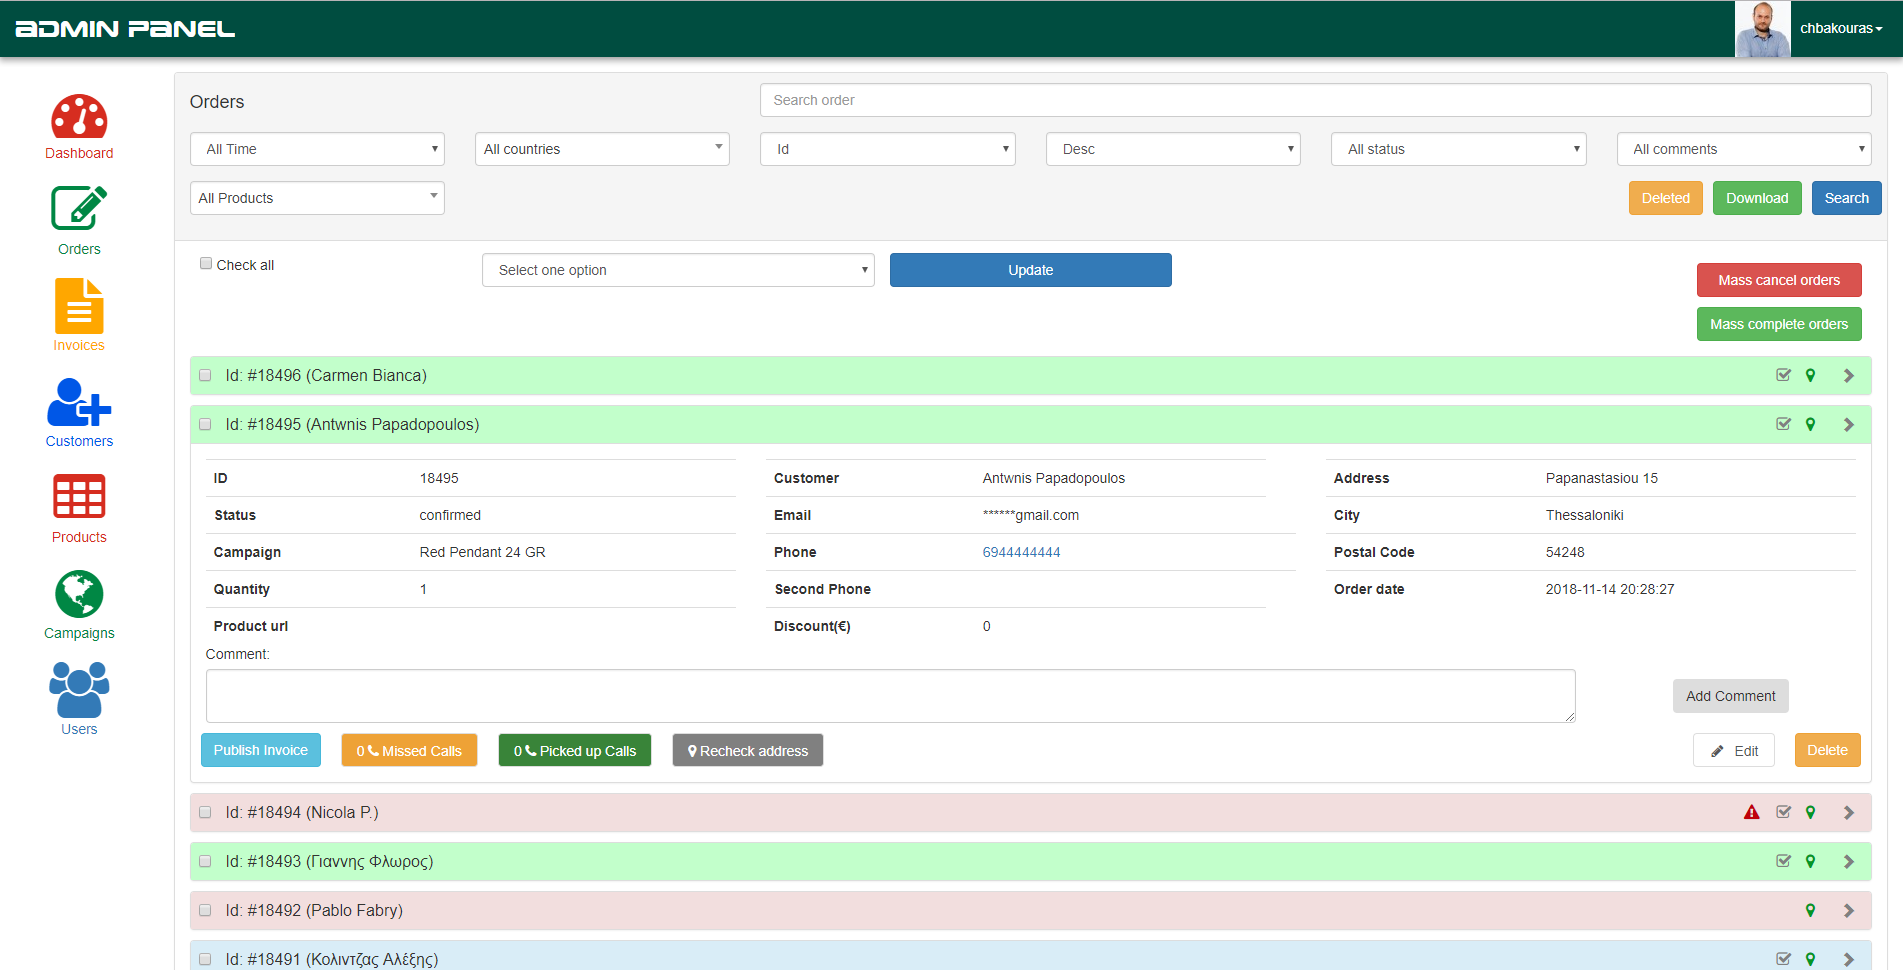 ADMIN PANEL
chbakouras
Dashboard
Orders
Invoices
Customers
Products
Campaigns
Users
Orders
Search order
All Time
All countries
Id
Desc
All status
All comments
All Products
Deleted
Download
Search
Check all
Select one option
Update
Mass cancel orders
Mass complete orders
Id: #18496 (Carmen Bianca)
Id: #18495 (Antwnis Papadopoulos)
ID 18495 Customer Antwnis Papadopoulos Address Papanastasiou 15
Status confirmed Email ******gmail.com City Thessaloniki
Campaign Red Pendant 24 GR Phone 6944444444 Postal Code 54248
Quantity 1 Second Phone Order date 2018-11-14 20:28:27
Product url Discount(€) 0
Comment:
Add Comment
Publish Invoice
0 Missed Calls
0 Picked up Calls
Recheck address
Edit
Delete
Id: #18494 (Nicola P.)
Id: #18493 (Γιαννης Φλωρος)
Id: #18492 (Pablo Fabry)
Id: #18491 (Κολιντζας Αλέξης)